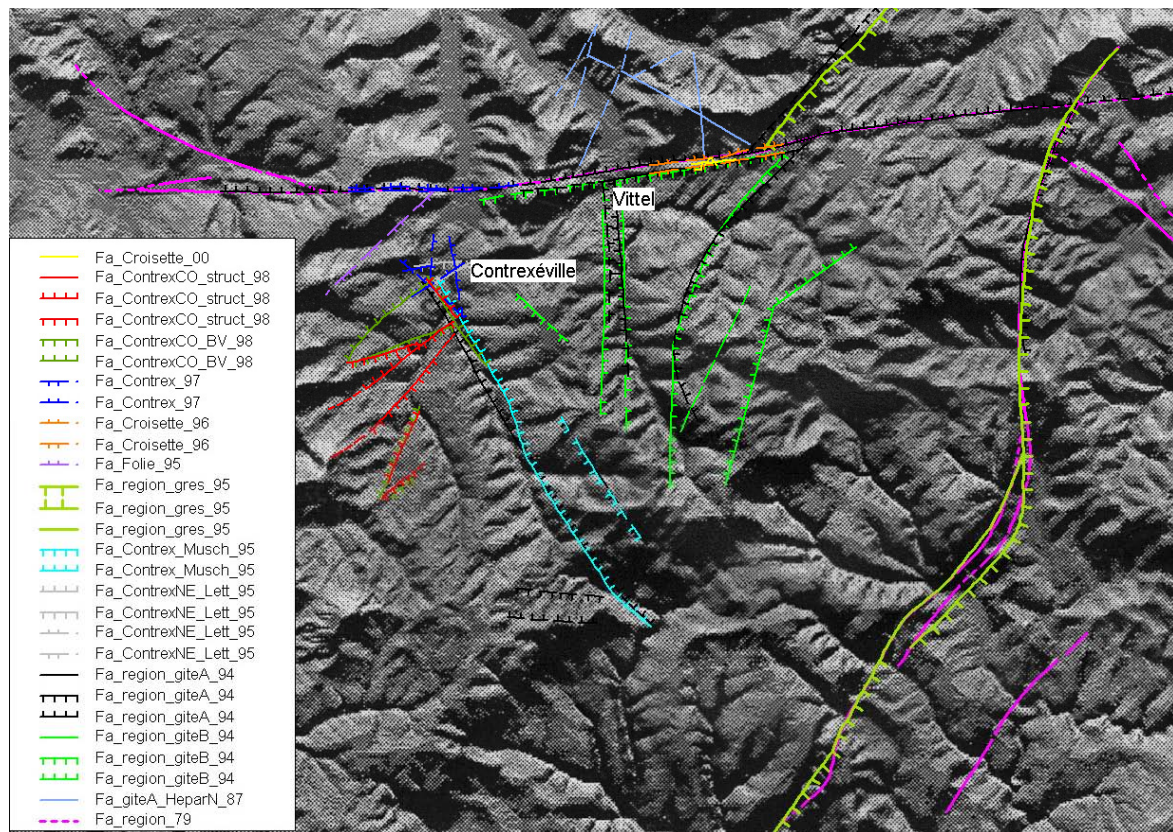 Vittel
Contrexéville
Fa_Croisette_00
Fa_ContrexCO_struct_98
Fa_ContrexCO_struct_98
Fa_ContrexCO_struct_98
Fa_ContrexCO_BV_98
Fa_ContrexCO_BV_98
Fa_Contrex_97
Fa_Contrex_97
Fa_Croisette_96
Fa_Croisette_96
Fa_Folie_95
Fa_region_gres_95
Fa_region_gres_95
Fa_region_gres_95
Fa_Contrex_Musch_95
Fa_Contrex_Musch_95
Fa_ContrexNE_Lett_95
Fa_ContrexNE_Lett_95
Fa_ContrexNE_Lett_95
Fa_ContrexNE_Lett_95
Fa_region_giteA_94
Fa_region_giteA_94
Fa_region_giteA_94
Fa_region_giteB_94
Fa_region_giteB_94
Fa_region_giteB_94
Fa_giteA_HeparN_87
Fa_region_79